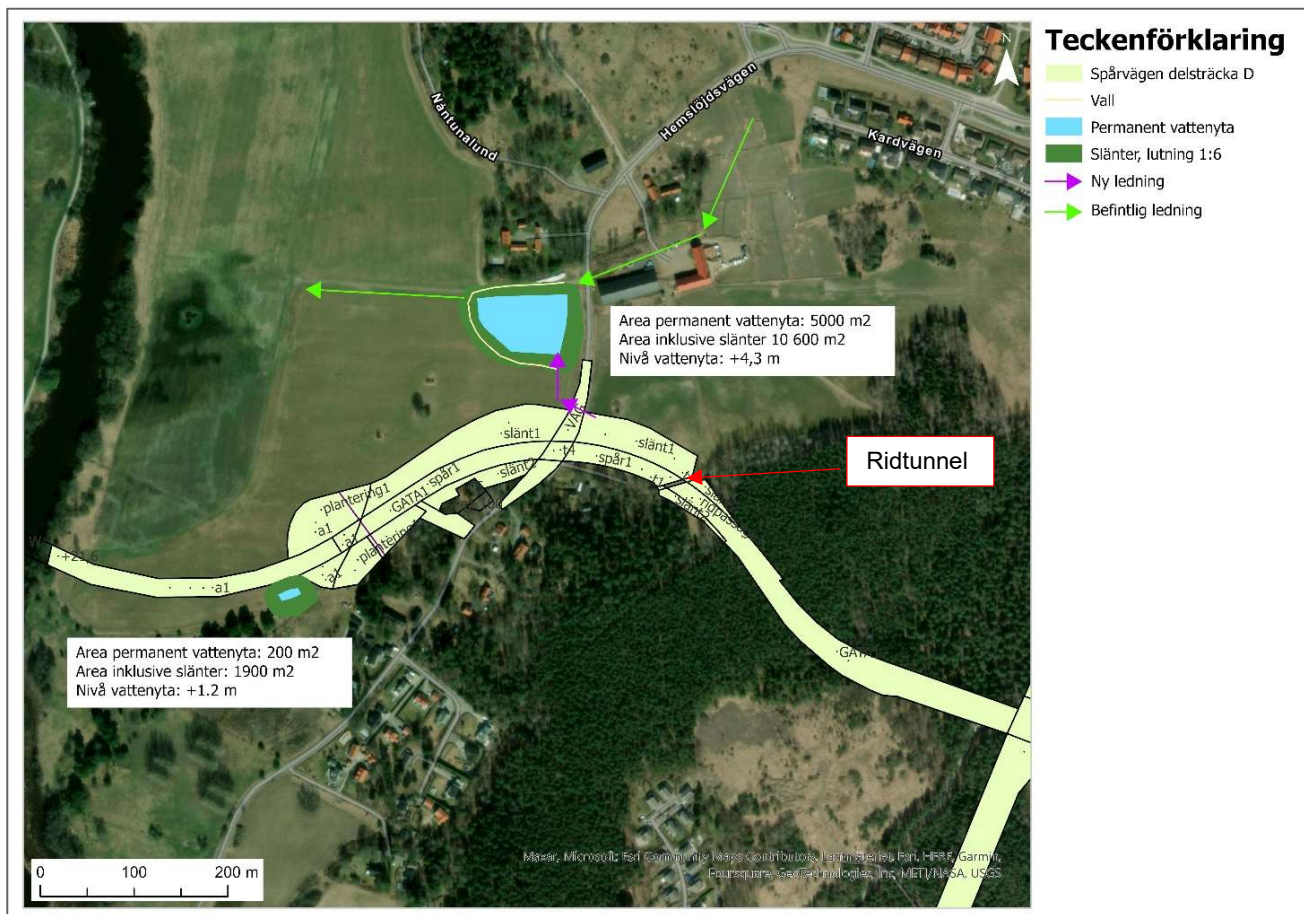 Teckenförklaring
Spårvägen delsträcka D
Vall
Permanent vattenyta
Slänter, lutning 1:6
Ny ledning
Befintlig ledning
N
Nántunalund
Hemslöjdsvägen
Kardvägen
Area permanent vattenyta: 5000 m2
Area inklusive slänter 10 600 m2
Nivå vattenyta: +4,3 m
Ridtunnel
slänt1
slänt1
t4
spår1
slänt2
t1
spår1
GATA1
plantering1
a1
a1
a1
a1
GATA
Area permanent vattenyta: 200 m2
Area inklusive slänter: 1900 m2
Nivå vattenyta: +1.2 m
0 100 200 m
Maxar, Microsoft; Esri Community Maps Contributors, Lantmäteriet, Esri, HERE, Garmin,
Foursquare, GeoTechnologies, Inc, METI/NASA, USGS